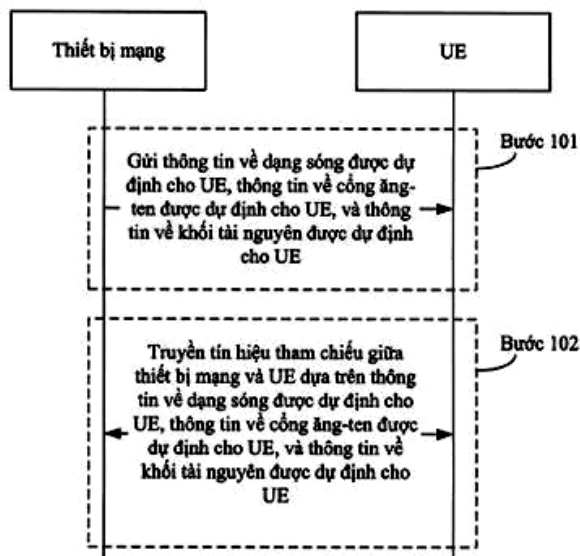 Thiết bị mạng
UE
Bước 101
Gửi thông tin về dạng sóng được dự
định cho UE, thông tin về cổng ăng-
ten được dự định cho UE, và thông
tin về khối tài nguyên được dự định
cho UE
Bước 102
Truyền tín hiệu tham chiếu giữa
thiết bị mạng và UE dựa trên thông
tin về dạng sóng được dự định cho
UE, thông tin về cổng ăng-ten được
dự định cho UE, và thông tin về
khối tài nguyên được dự định cho
UE